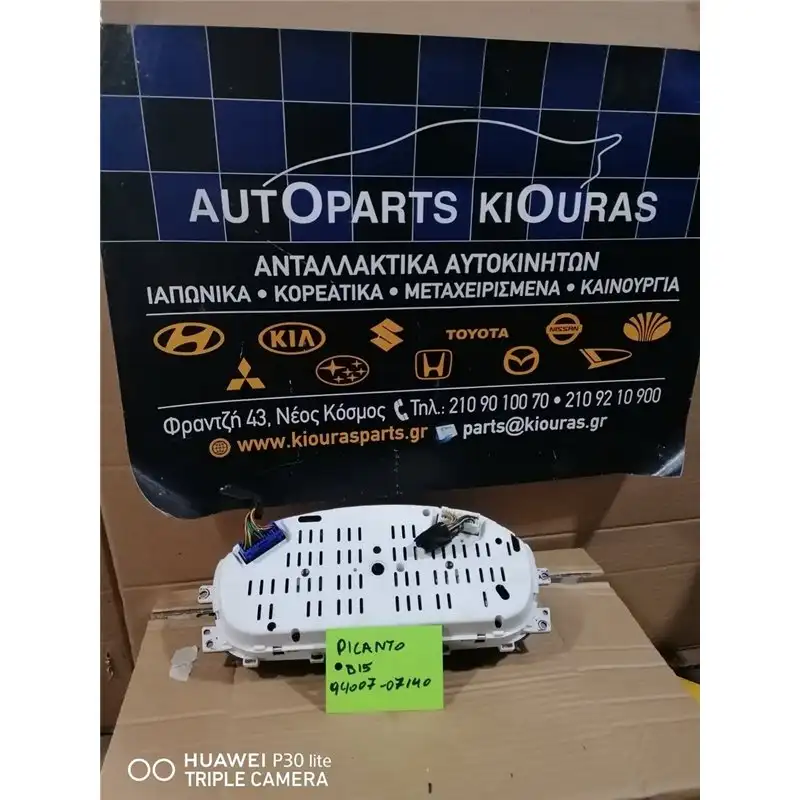 AUTOPARTS KIOURAS
ΑΝΤΑΛΛΑΚΤΙΚΑ ΑΥΤΟΚΙΝΗΤΩΝ
ΙΑΠΩΝΙΚΑ • ΚΟΡΕΑΤΙΚΑ • ΜΕΤΑΧΕΙΡΙΣΜΕΝΑ • ΚΑΙΝΟΥΡΓΙΑ
KIA TOYOTA NISSAN
Φραντζή 43, Νέος Κόσμος Τηλ.: 210 90 100 70 • 210 92 10 900
www.kiourasparts.gr parts@kiouras.gr
PICANTO
• D15
94007-07140
HUAWEI P30 lite
TRIPLE CAMERA